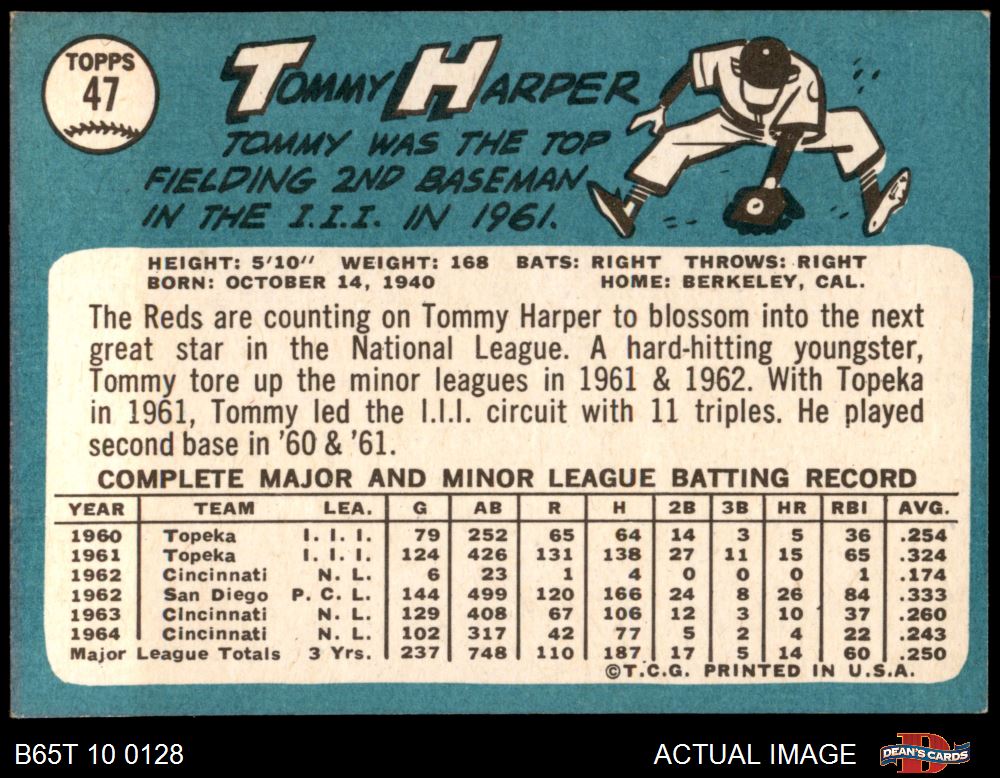 TOPPS
47
TOMMY HARPER
TOMMY WAS THE TOP
FIELDING 2ND BASEMAN
IN THE I.I.I. IN 1961.
HEIGHT: 5'10" WEIGHT: 168 BATS: RIGHT THROWS: RIGHT
BORN: OCTOBER 14, 1940 HOME: BERKELEY, CAL.
The Reds are counting on Tommy Harper to blossom into the next
great star in the National League. A hard-hitting youngster,
Tommy tore up the minor leagues in 1961 & 1962. With Topeka
in 1961, Tommy led the I.I.I. circuit with 11 triples. He played
second base in '60 & '61.
COMPLETE MAJOR AND MINOR LEAGUE BATTING RECORD
YEAR TEAM LEA. G AB R H 2B 3B HR RBI AVG.
1960 Topeka I. I. I. 79 252 65 64 14 3 5 36 .254
1961 Topeka I. I. I. 124 426 131 138 27 11 15 65 .324
1962 Cincinnati N. L. 6 23 1 4 0 0 0 1 .174
1962 San Diego P. C. L. 144 499 120 166 24 8 26 84 .333
1963 Cincinnati N. L. 129 408 67 106 12 3 10 37 .260
1964 Cincinnati N. L. 102 317 42 77 5 2 4 22 .243
Major League Totals 3 Yrs. 237 748 110 187 17 5 14 60 .250
©T.C.G. PRINTED IN U.S.A.
B65T 10 0128 ACTUAL IMAGE DEAN'S CARDS